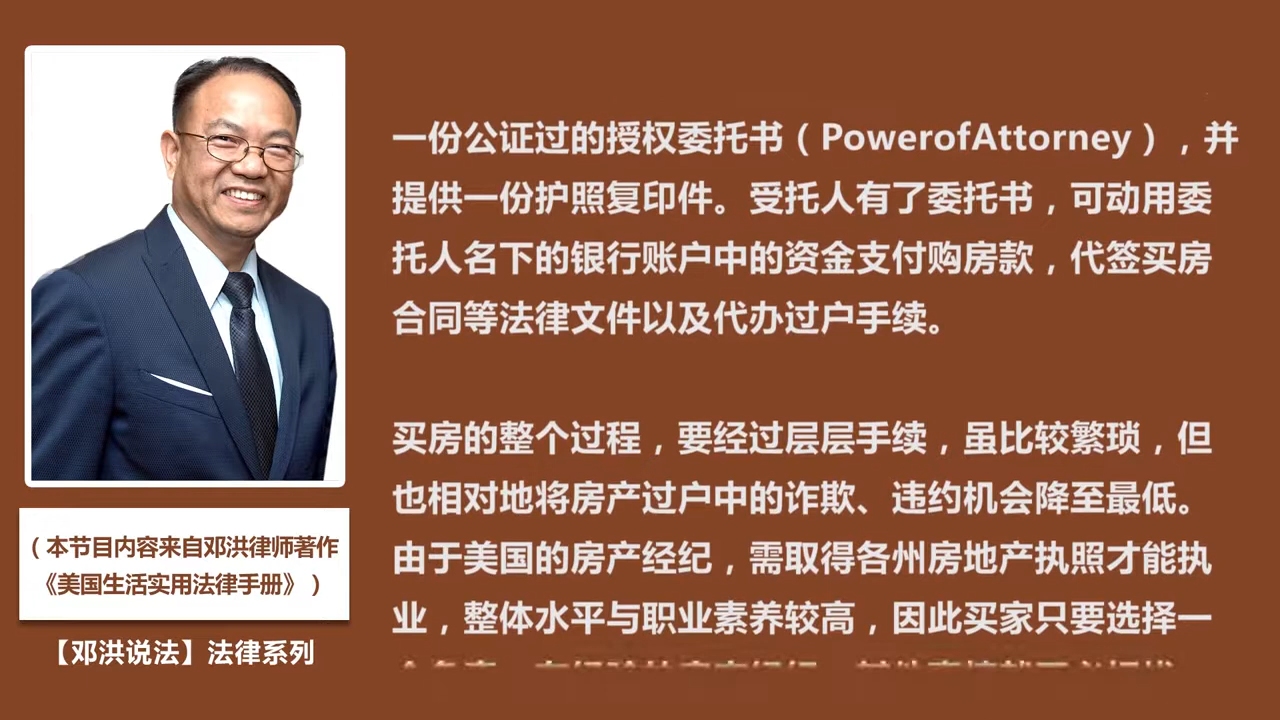 一份公证过的授权委托书（PowerofAttorney），并
提供一份护照复印件。受托人有了委托书，可动用委
托人名下的银行账户中的资金支付购房款，代签买房
合同等法律文件以及代办过户手续。
买房的整个过程，要经过层层手续，虽比较繁琐，但
也相对地将房产过户中的诈欺、违约机会降至最低。
由于美国的房产经纪，需取得各州房地产执照才能执
业，整体水平与职业素养较高，因此买家只要选择一
（本节目内容来自邓洪律师著作
《美国生活实用法律手册》）
【邓洪说法】法律系列